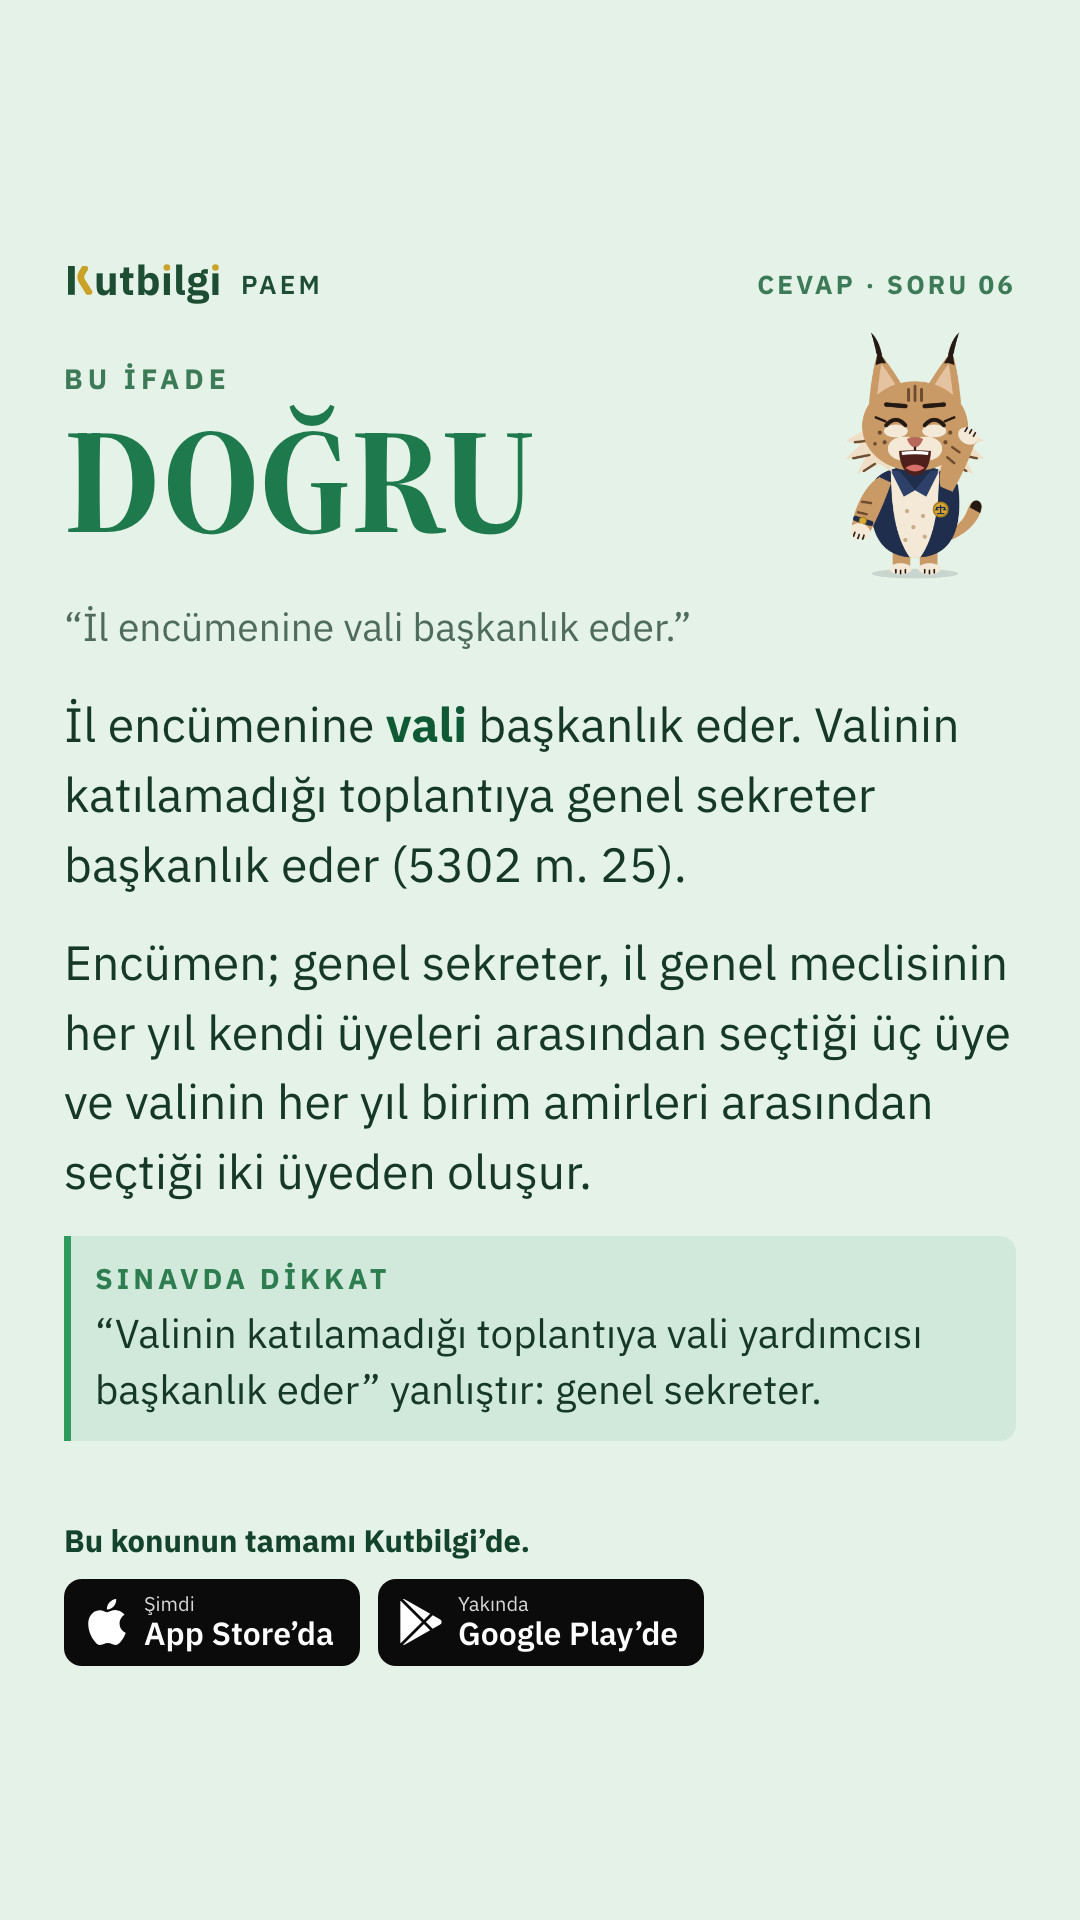 Kutbilgi PAEM
CEVAP · SORU 06
BU İFADE
DOĞRU
“İl encümenine vali başkanlık eder.”
İl encümenine vali başkanlık eder. Valinin
katılamadığı toplantıya genel sekreter
başkanlık eder (5302 m. 25).
Encümen; genel sekreter, il genel meclisinin
her yıl kendi üyeleri arasından seçtiği üç üye
ve valinin her yıl birim amirleri arasından
seçtiği iki üyeden oluşur.
SINAVDA DİKKAT
“Valinin katılamadığı toplantıya vali yardımcısı
başkanlık eder” yanlıştır: genel sekreter.
Bu konunun tamamı Kutbilgi’de.
Şimdi
App Store’da
Yakında
Google Play’de